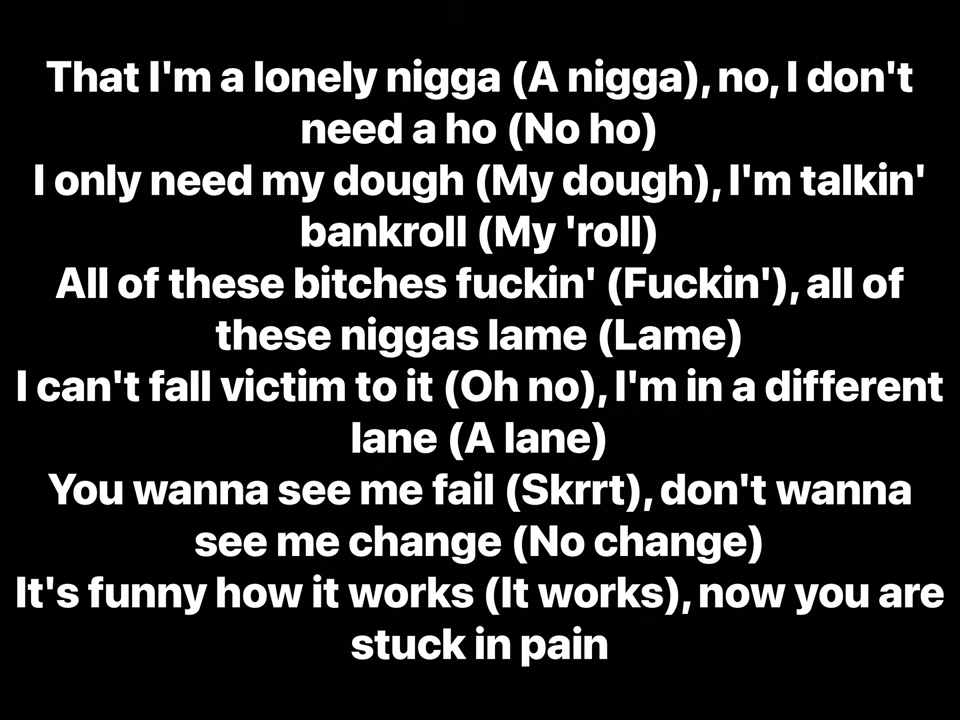 That I'm a lonely nigga (A nigga), no, I don't
need a ho (No ho)
I only need my dough (My dough), I'm talkin'
bankroll (My 'roll)
All of these bitches fuckin' (Fuckin'), all of
these niggas lame (Lame)
I can't fall victim to it (Oh no), I'm in a different
lane (A lane)
You wanna see me fail (Skrrt), don't wanna
see me change (No change)
It's funny how it works (It works), now you are
stuck in pain